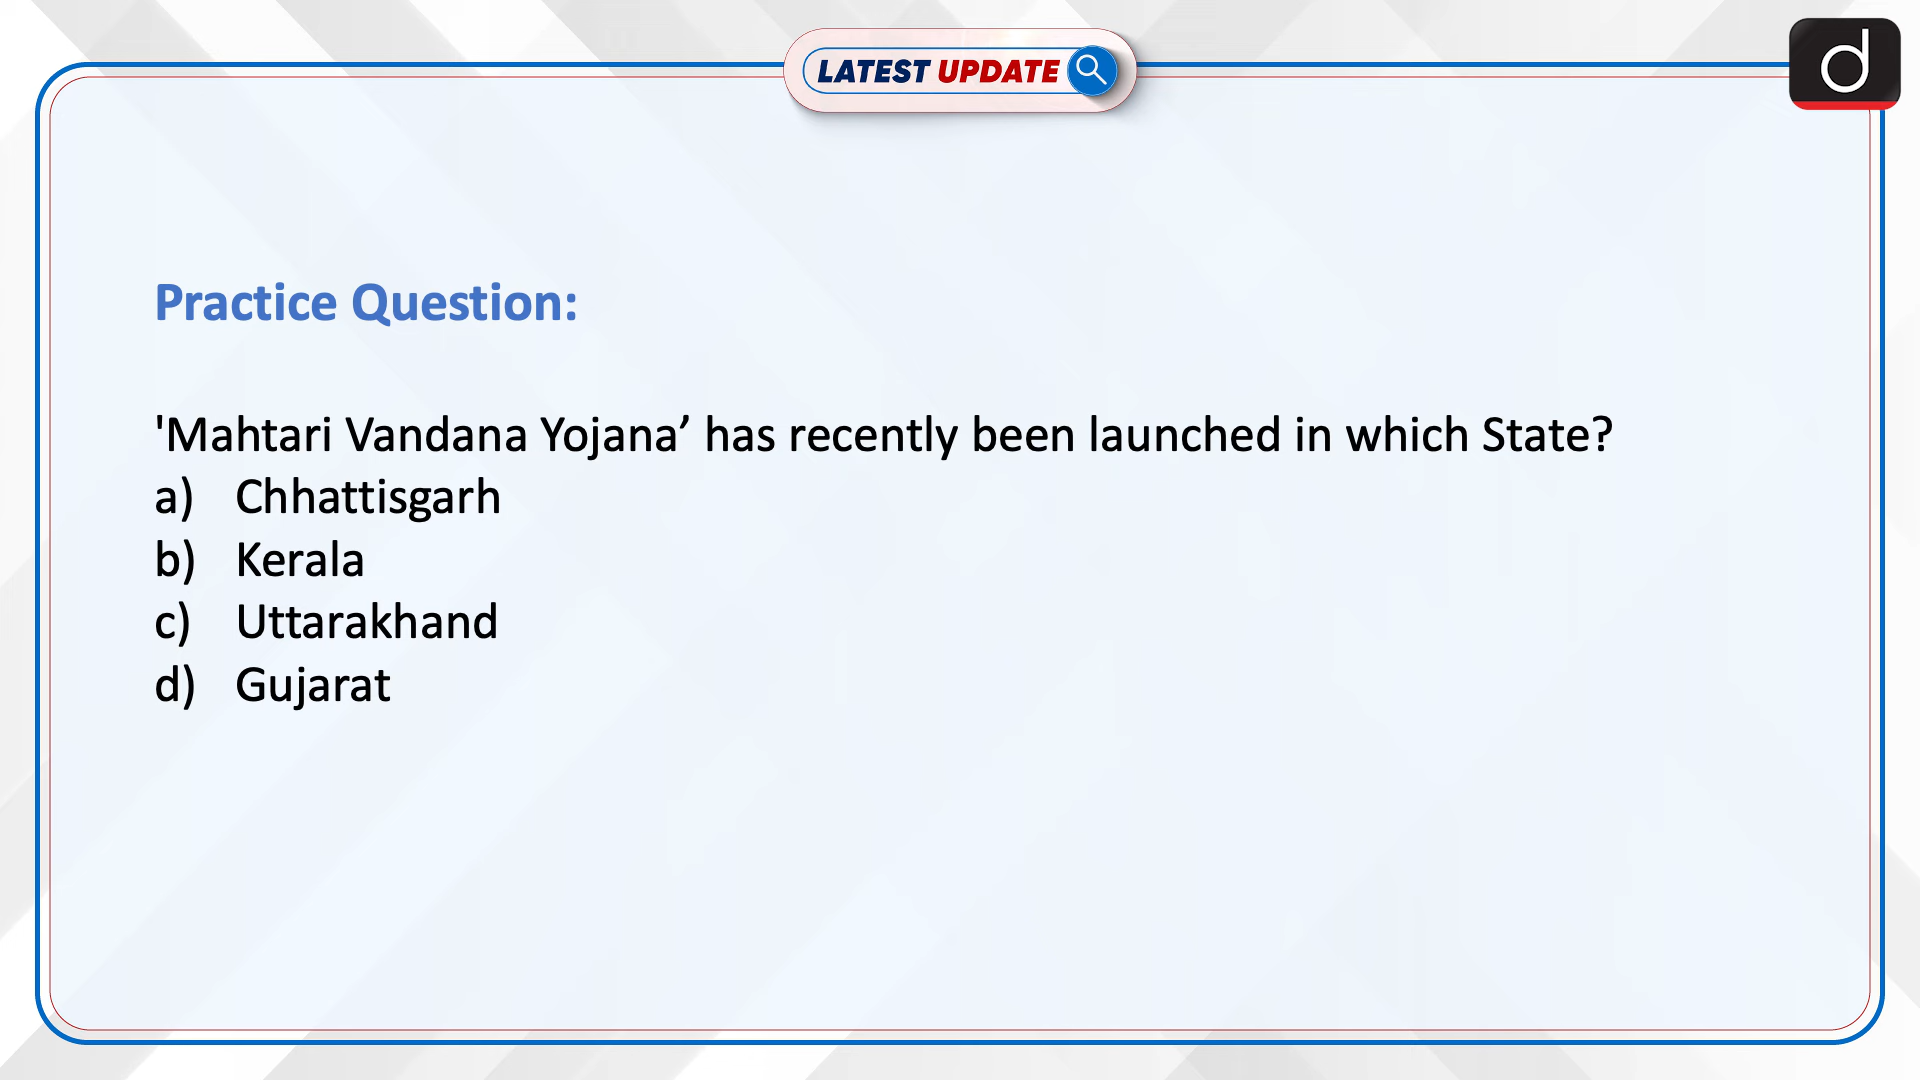 LATEST UPDATE
d
Practice Question:
'Mahtari Vandana Yojana’ has recently been launched in which State?
a) Chhattisgarh
b) Kerala
c) Uttarakhand
d) Gujarat